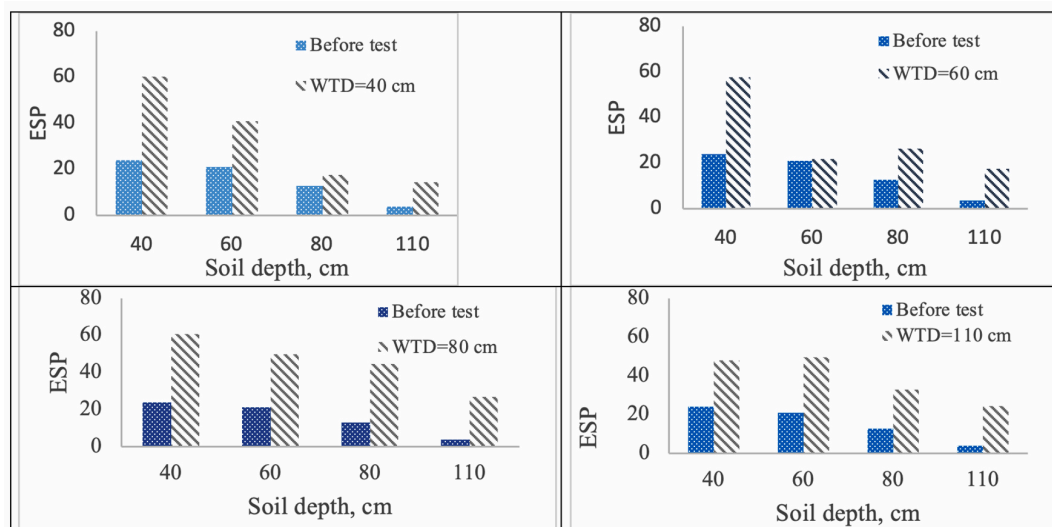 80
60
40
20
0
ESP
Before test
WTD=40 cm
40 60 80 110
Soil depth, cm
80
60
40
20
0
ESP
Before test
WTD=60 cm
40 60 80 110
Soil depth, cm
80
60
40
20
0
ESP
Before test
WTD=80 cm
40 60 80 110
Soil depth, cm
80
60
40
20
0
ESP
Before test
WTD=110 cm
40 60 80 110
Soil depth, cm